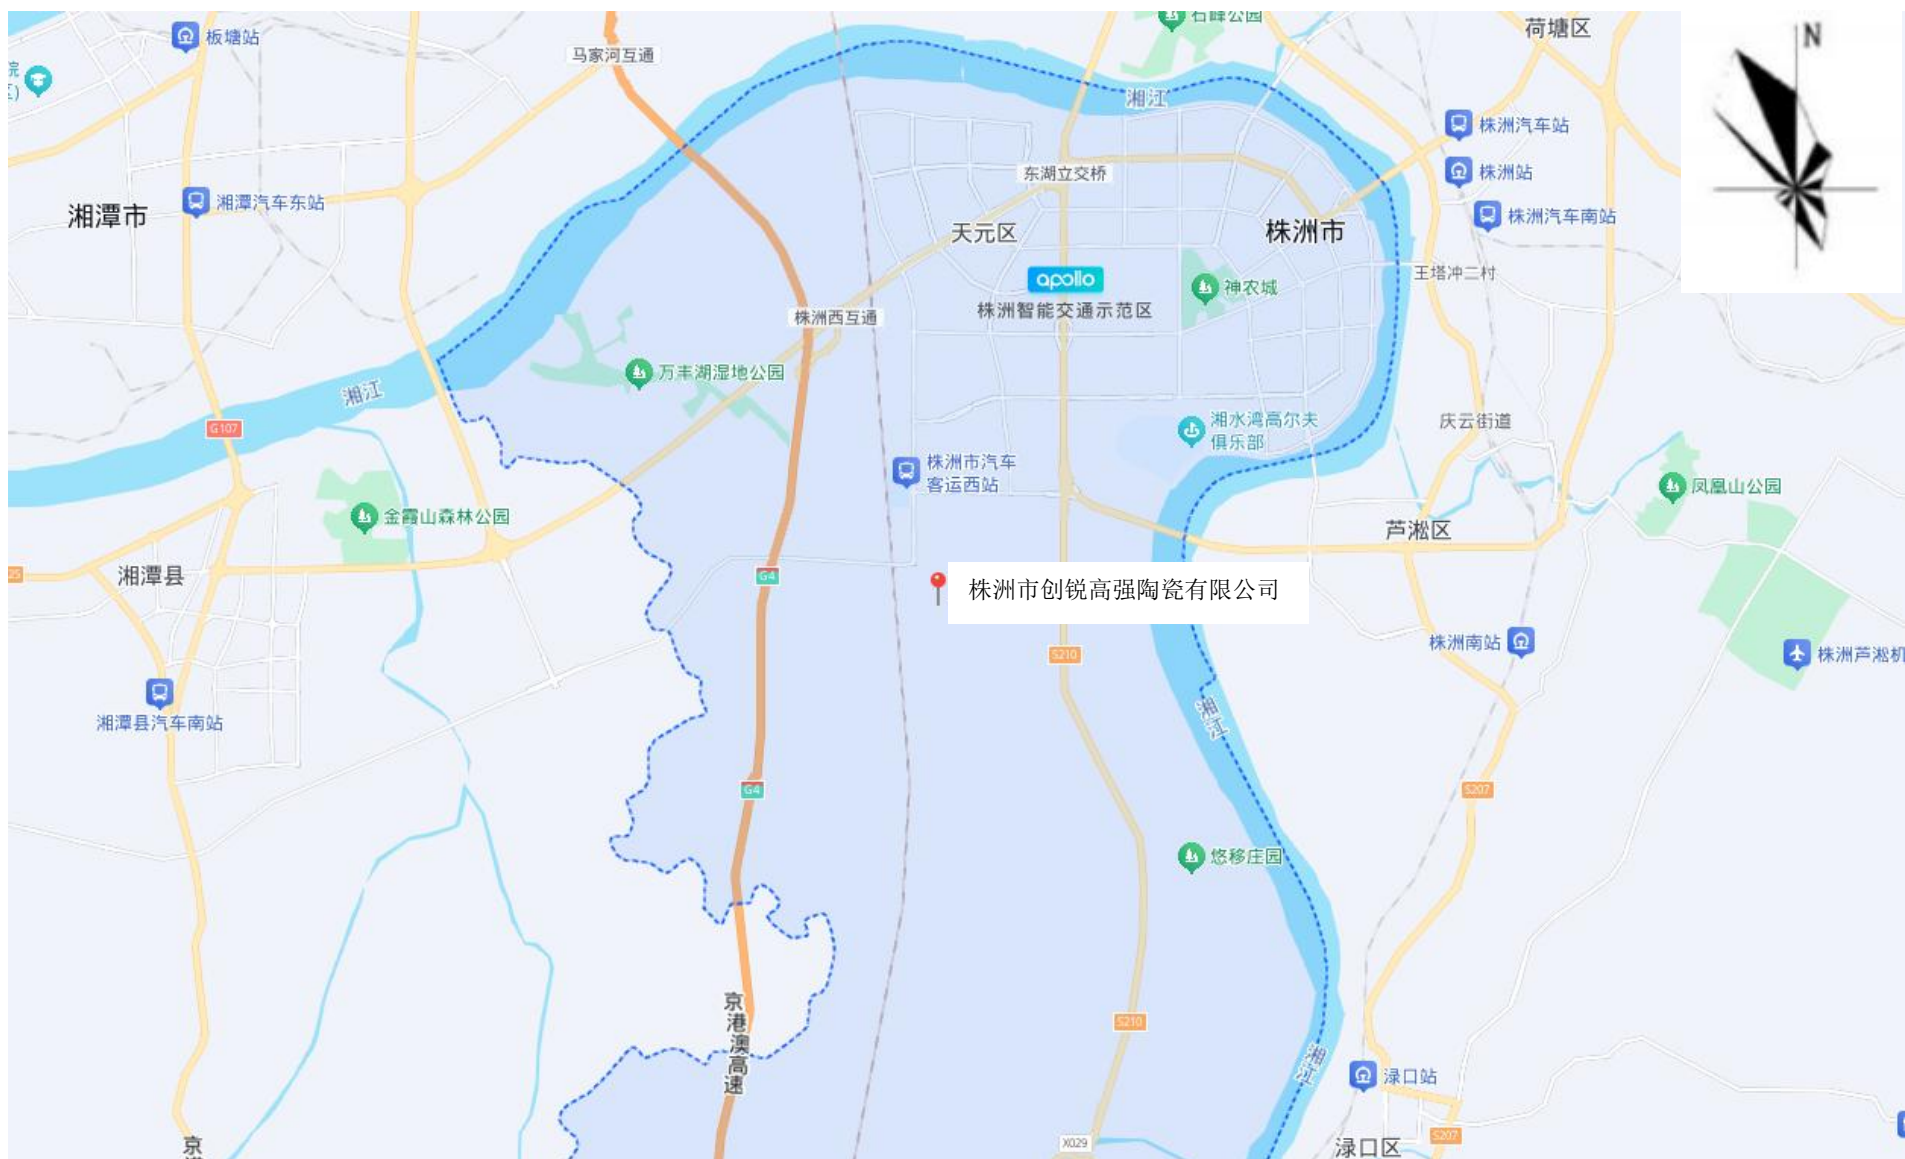 石峰公园
荷塘区
N
板塘站
马家河互通
院
区)
湘江
株洲汽车站
东湖立交桥
株洲站
湘潭市
湘潭汽车东站
株洲汽车南站
天元区
株洲市
王塔冲二村
apollo
神农城
株洲智能交通示范区
株洲西互通
万丰湖湿地公园
湘江
G107
湘水湾高尔夫
俱乐部
庆云街道
株洲市汽车
客运西站
凤凰山公园
金霞山森林公园
芦淞区
25
湘潭县
G4
株洲市创锐高强陶瓷有限公司
株洲南站
S210
株洲芦淞机
湘潭县汽车南站
湘江
G4
S207
悠移庄园
京港澳高速
S210
湘江
渌口站
S207
X029
渌口区
京